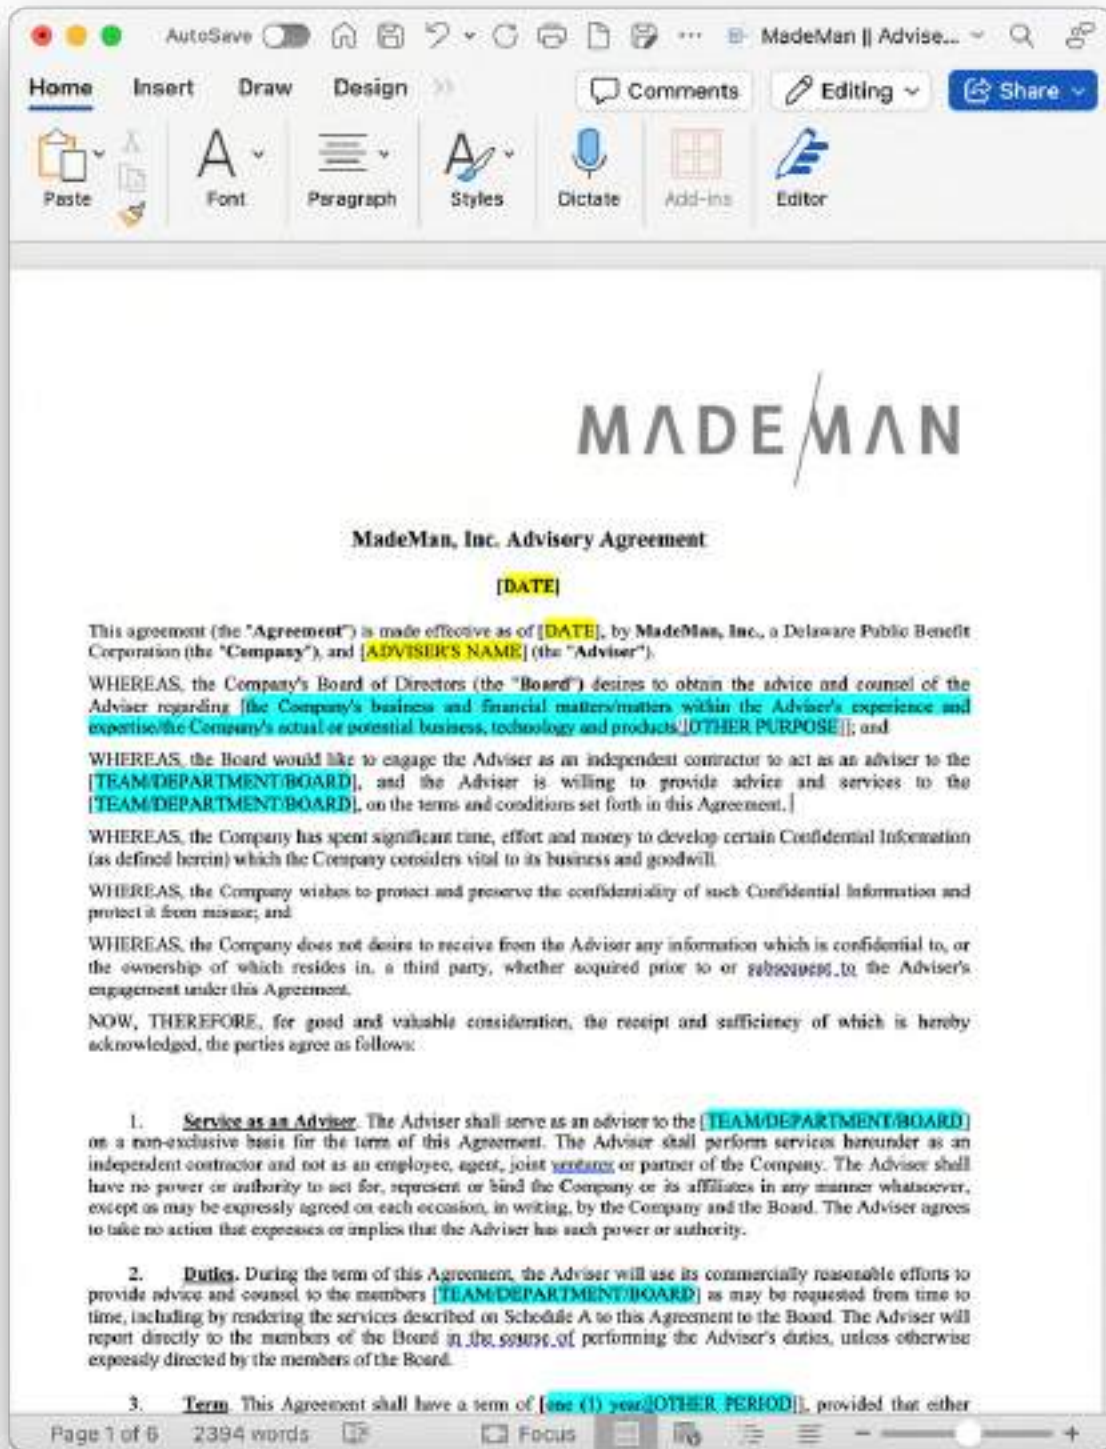 AutoSave MadeMan || Advise...
Home Insert Draw Design Comments Editing Share
Paste Font Paragraph Styles Dictate Add-ins Editor
MADE/MAN
MadeMan, Inc. Advisory Agreement
[DATE]
This agreement (the "Agreement") is made effective as of [DATE], by MadeMan, Inc., a Delaware Public Benefit
Corporation (the "Company"), and [ADVISER'S NAME] (the "Adviser").
WHEREAS, the Company's Board of Directors (the "Board") desires to obtain the advice and counsel of the
Adviser regarding [the Company's business and financial matters/matters within the Adviser's experience and
expertise/the Company's actual or potential business, technology and products/[OTHER PURPOSE]]; and
WHEREAS, the Board would like to engage the Adviser as an independent contractor to act as an adviser to the
[TEAM/DEPARTMENT/BOARD], and the Adviser is willing to provide advice and services to the
[TEAM/DEPARTMENT/BOARD], on the terms and conditions set forth in this Agreement.
WHEREAS, the Company has spent significant time, effort and money to develop certain Confidential Information
(as defined herein) which the Company considers vital to its business and goodwill.
WHEREAS, the Company wishes to protect and preserve the confidentiality of such Confidential Information and
protect it from misuse; and
WHEREAS, the Company does not desire to receive from the Adviser any information which is confidential to, or
the ownership of which resides in, a third party, whether acquired prior to or subsequent to the Adviser's
engagement under this Agreement.
NOW, THEREFORE, for good and valuable consideration, the receipt and sufficiency of which is hereby
acknowledged, the parties agree as follows:
1. Service as an Adviser. The Adviser shall serve as an adviser to the [TEAM/DEPARTMENT/BOARD]
on a non-exclusive basis for the term of this Agreement. The Adviser shall perform services hereunder as an
independent contractor and not as an employee, agent, joint venturer or partner of the Company. The Adviser shall
have no power or authority to act for, represent or bind the Company or its affiliates in any manner whatsoever,
except as may be expressly agreed on each occasion, in writing, by the Company and the Board. The Adviser agrees
to take no action that expresses or implies that the Adviser has such power or authority.
2. Duties. During the term of this Agreement, the Adviser will use its commercially reasonable efforts to
provide advice and counsel to the members [TEAM/DEPARTMENT/BOARD] as may be requested from time to
time, including by rendering the services described on Schedule A to this Agreement to the Board. The Adviser will
report directly to the members of the Board in the course of performing the Adviser's duties, unless otherwise
expressly directed by the members of the Board.
3. Term. This Agreement shall have a term of [one (1) year/[OTHER PERIOD]], provided that either
Page 1 of 6 2394 words Focus